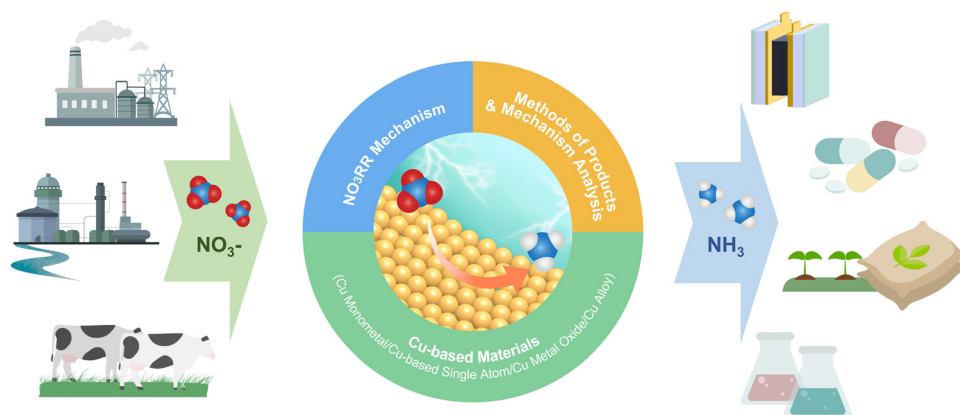 NO₃-
NO₃RR Mechanism
Methods of Products
& Mechanism Analysis
NH₃
Cu-based Materials
(Cu Monometal/Cu-based Single Atom/Cu Metal Oxide/Cu Alloy)